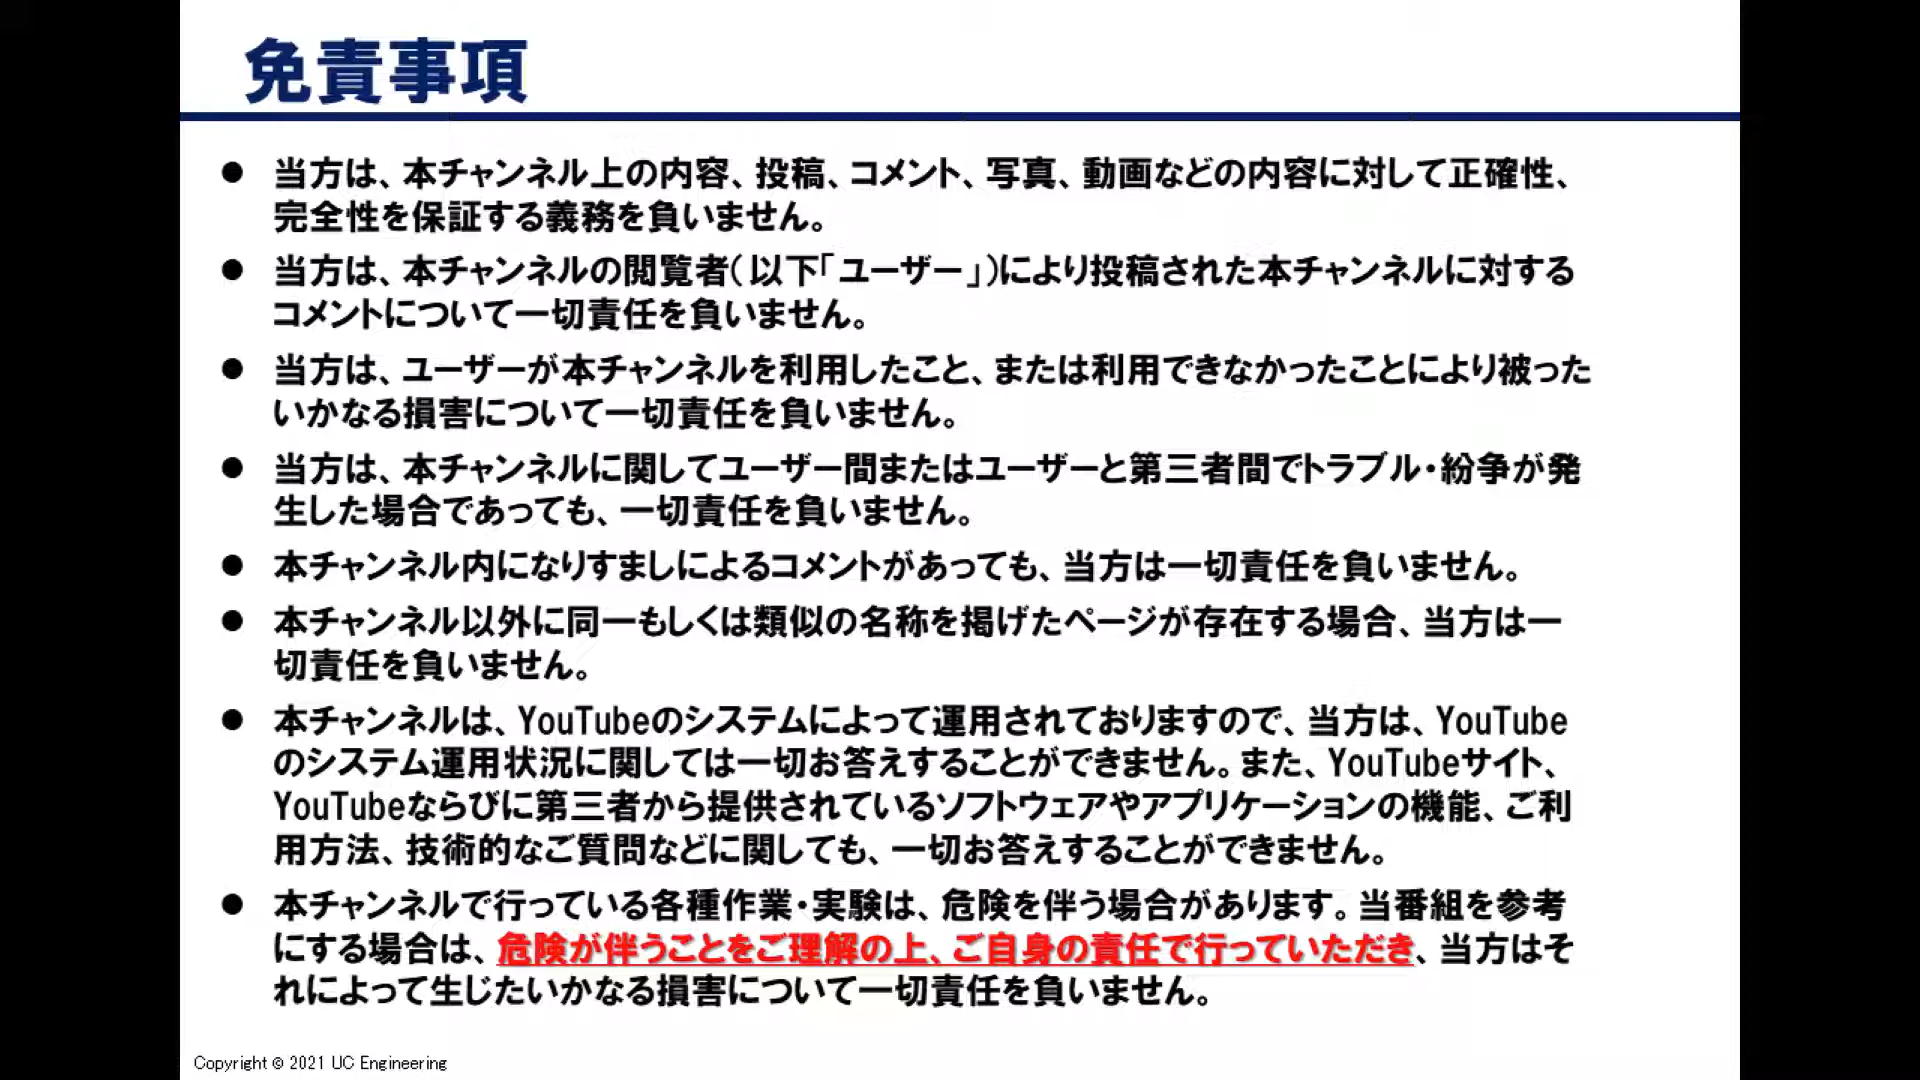 免責事項
● 当方は、本チャンネル上の内容、投稿、コメント、写真、動画などの内容に対して正確性、
完全性を保証する義務を負いません。
● 当方は、本チャンネルの閲覧者(以下「ユーザー」)により投稿された本チャンネルに対する
コメントについて一切責任を負いません。
● 当方は、ユーザーが本チャンネルを利用したこと、または利用できなかったことにより被った
いかなる損害について一切責任を負いません。
● 当方は、本チャンネルに関してユーザー間またはユーザーと第三者間でトラブル・紛争が発
生した場合であっても、一切責任を負いません。
● 本チャンネル内になりすましによるコメントがあっても、当方は一切責任を負いません。
● 本チャンネル以外に同一もしくは類似の名称を掲げたページが存在する場合、当方は一
切責任を負いません。
● 本チャンネルは、YouTubeのシステムによって運用されておりますので、当方は、YouTube
のシステム運用状況に関しては一切お答えすることができません。また、YouTubeサイト、
YouTubeならびに第三者から提供されているソフトウェアやアプリケーションの機能、ご利
用方法、技術的なご質問などに関しても、一切お答えすることができません。
● 本チャンネルで行っている各種作業・実験は、危険を伴う場合があります。当番組を参考
にする場合は、危険が伴うことをご理解の上、ご自身の責任で行っていただき、当方はそ
れによって生じたいかなる損害について一切責任を負いません。
Copyright © 2021 UC Engineering